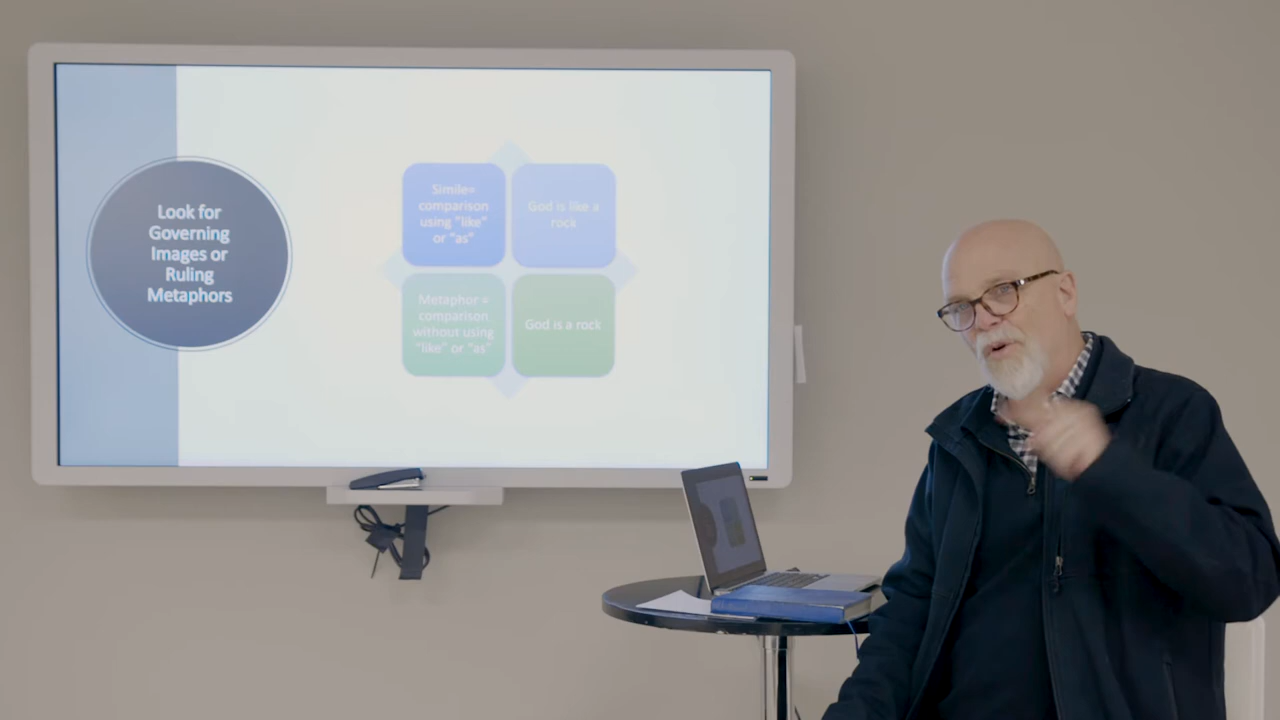 Look for
Governing
Images or
Ruling
Metaphors
Simile=
comparison
using "like"
or "as"
God is like a
rock
Metaphor =
comparison
without using
"like" or "as"
God is a rock